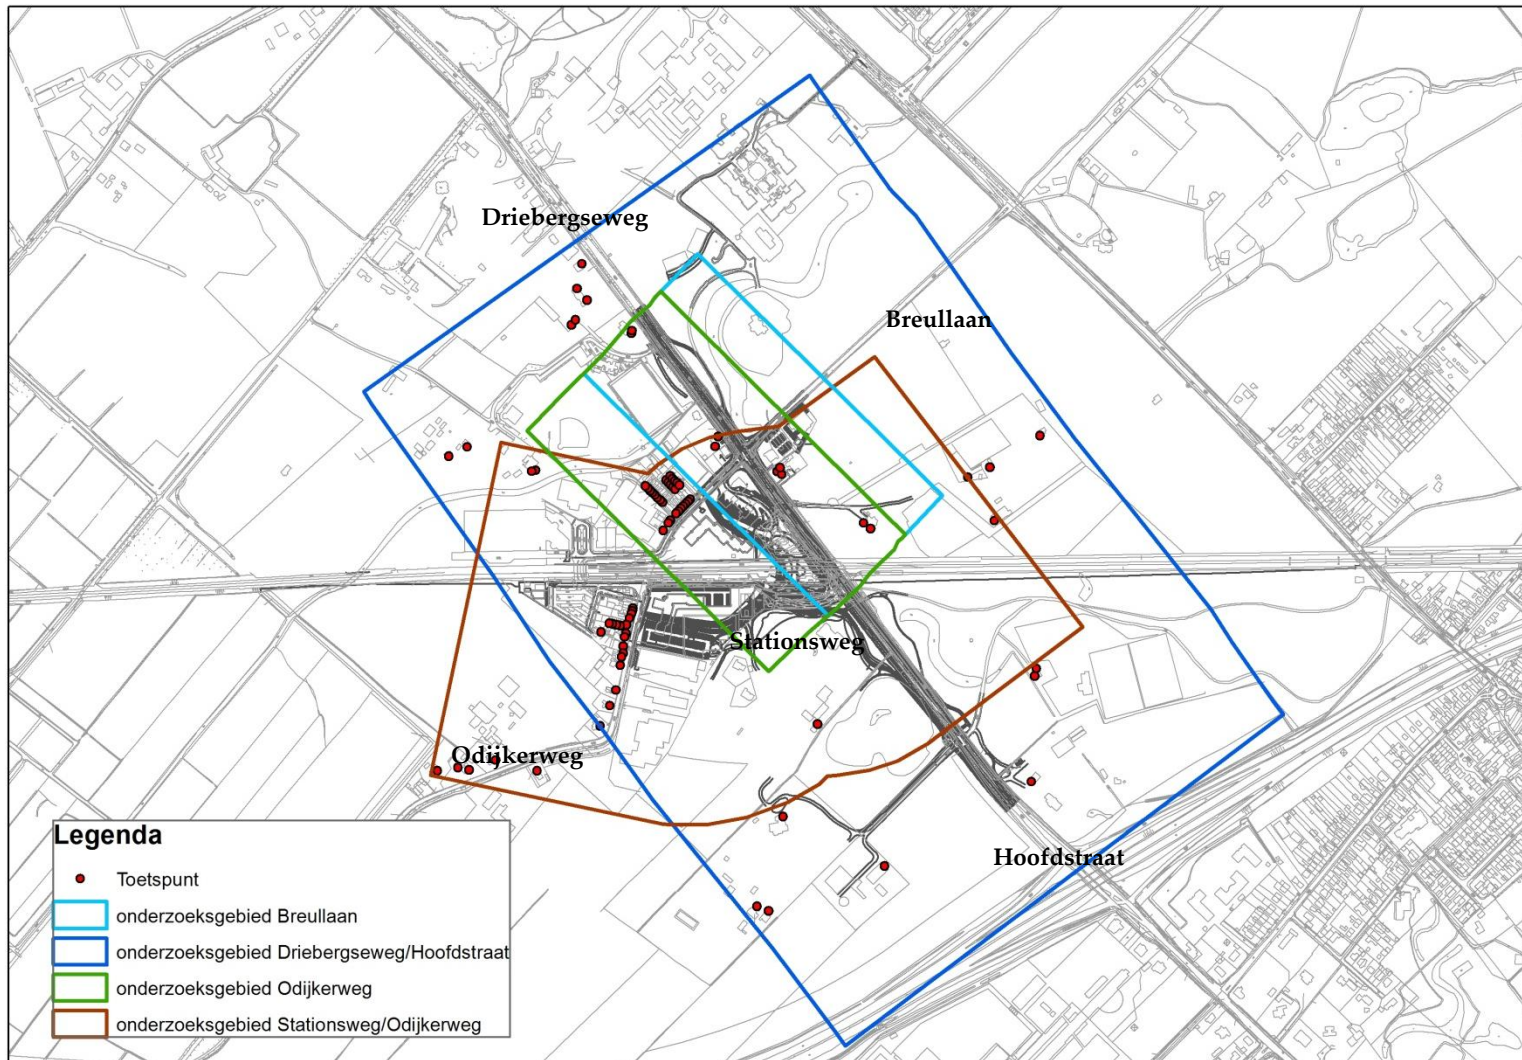 Driebergseweg
Breullaan
Stationsweg
Odijkerweg
Hoofdstraat
Legenda
Toetspunt
onderzoeksgebied Breullaan
onderzoeksgebied Driebergseweg/Hoofdstraat
onderzoeksgebied Odijkerweg
onderzoeksgebied Stationsweg/Odijkerweg